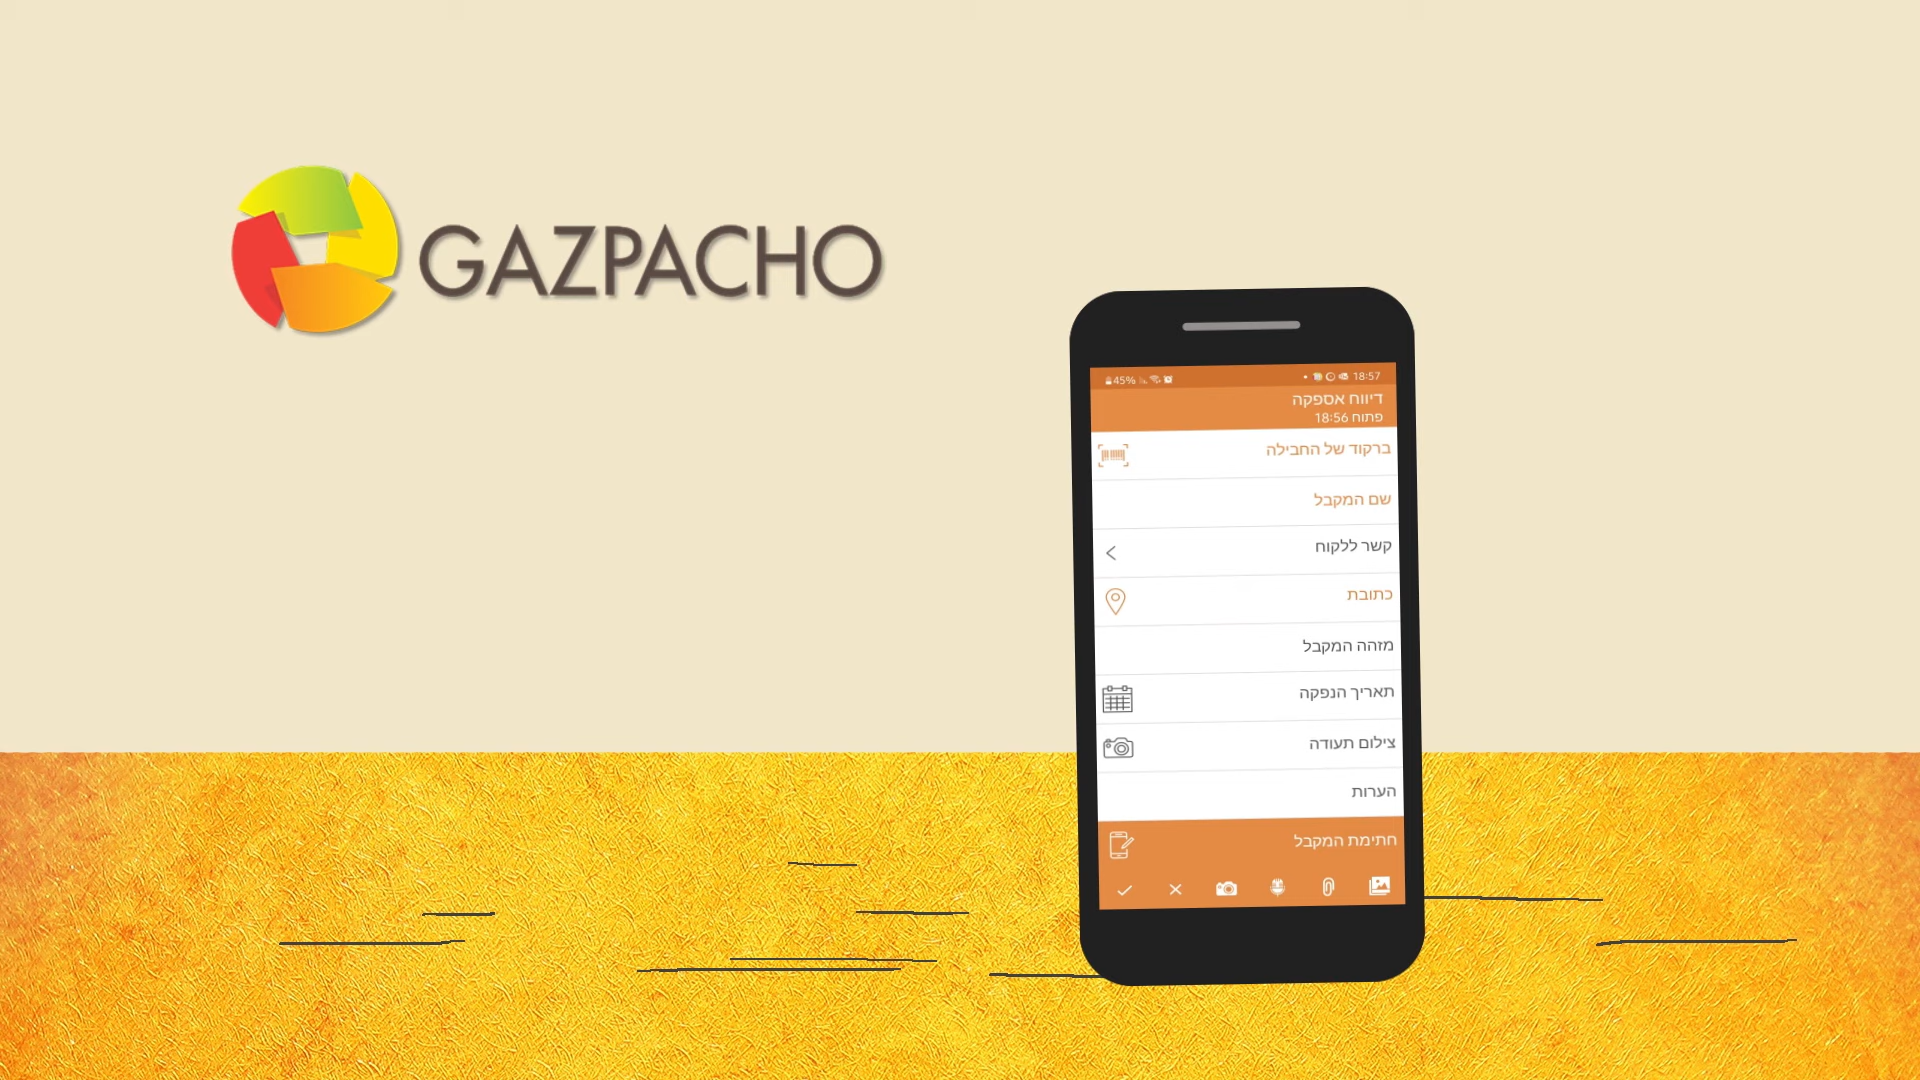 GAZPACHO
45% 18:57
דיווח אספקה
פתוח 18:56
ברקוד של החבילה
שם המקבל
קשר ללקוח
כתובת
מזהה המקבל
תאריך הנפקה
צילום תעודה
הערות
חתימת המקבל